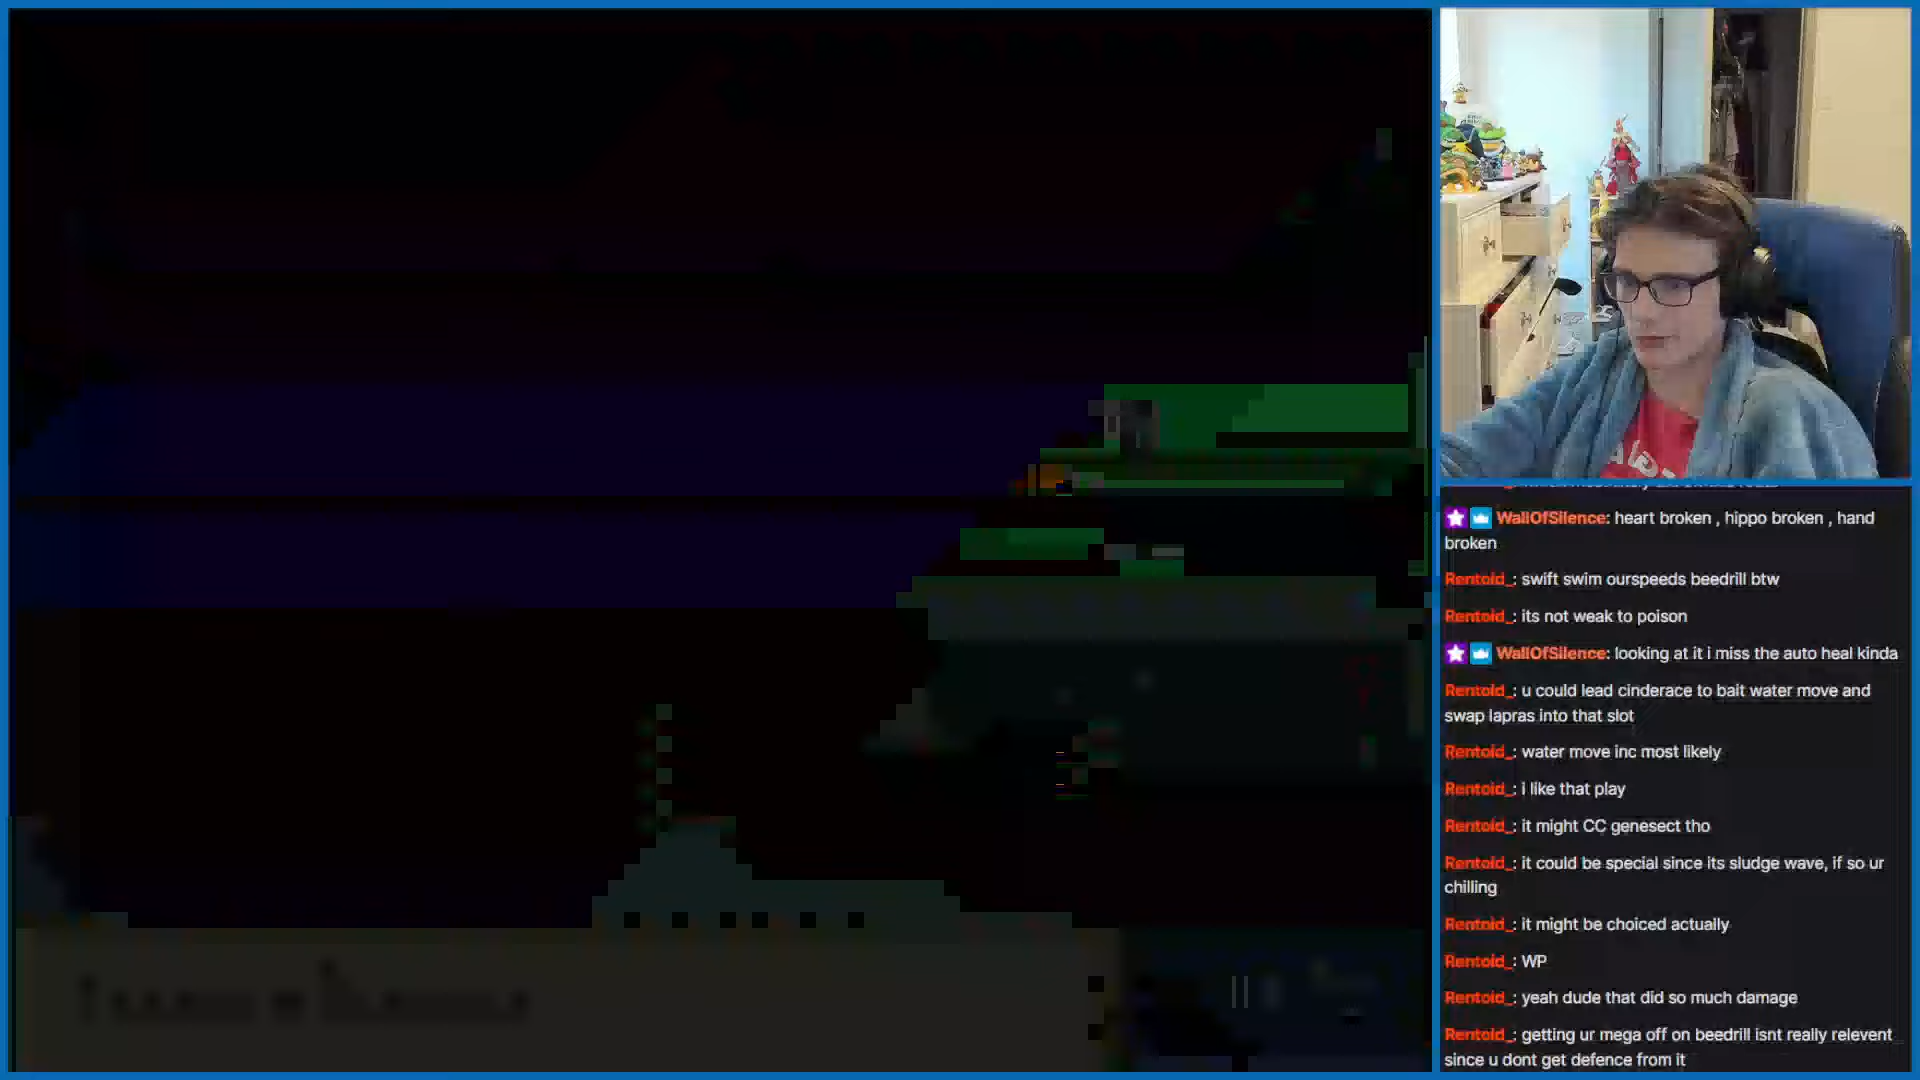 WallOfSilence: heart broken , hippo broken , hand
broken
Rentoid_: swift swim ourspeeds beedrill btw
Rentoid_: its not weak to poison
WallOfSilence: looking at it i miss the auto heal kinda
Rentoid_: u could lead cinderace to bait water move and
swap lapras into that slot
Rentoid_: water move inc most likely
Rentoid_: i like that play
Rentoid_: it might CC genesect tho
Rentoid_: it could be special since its sludge wave, if so ur
chilling
Rentoid_: it might be choiced actually
Rentoid_: WP
Rentoid_: yeah dude that did so much damage
Rentoid_: getting ur mega off on beedrill isnt really relevent
since u dont get defence from it